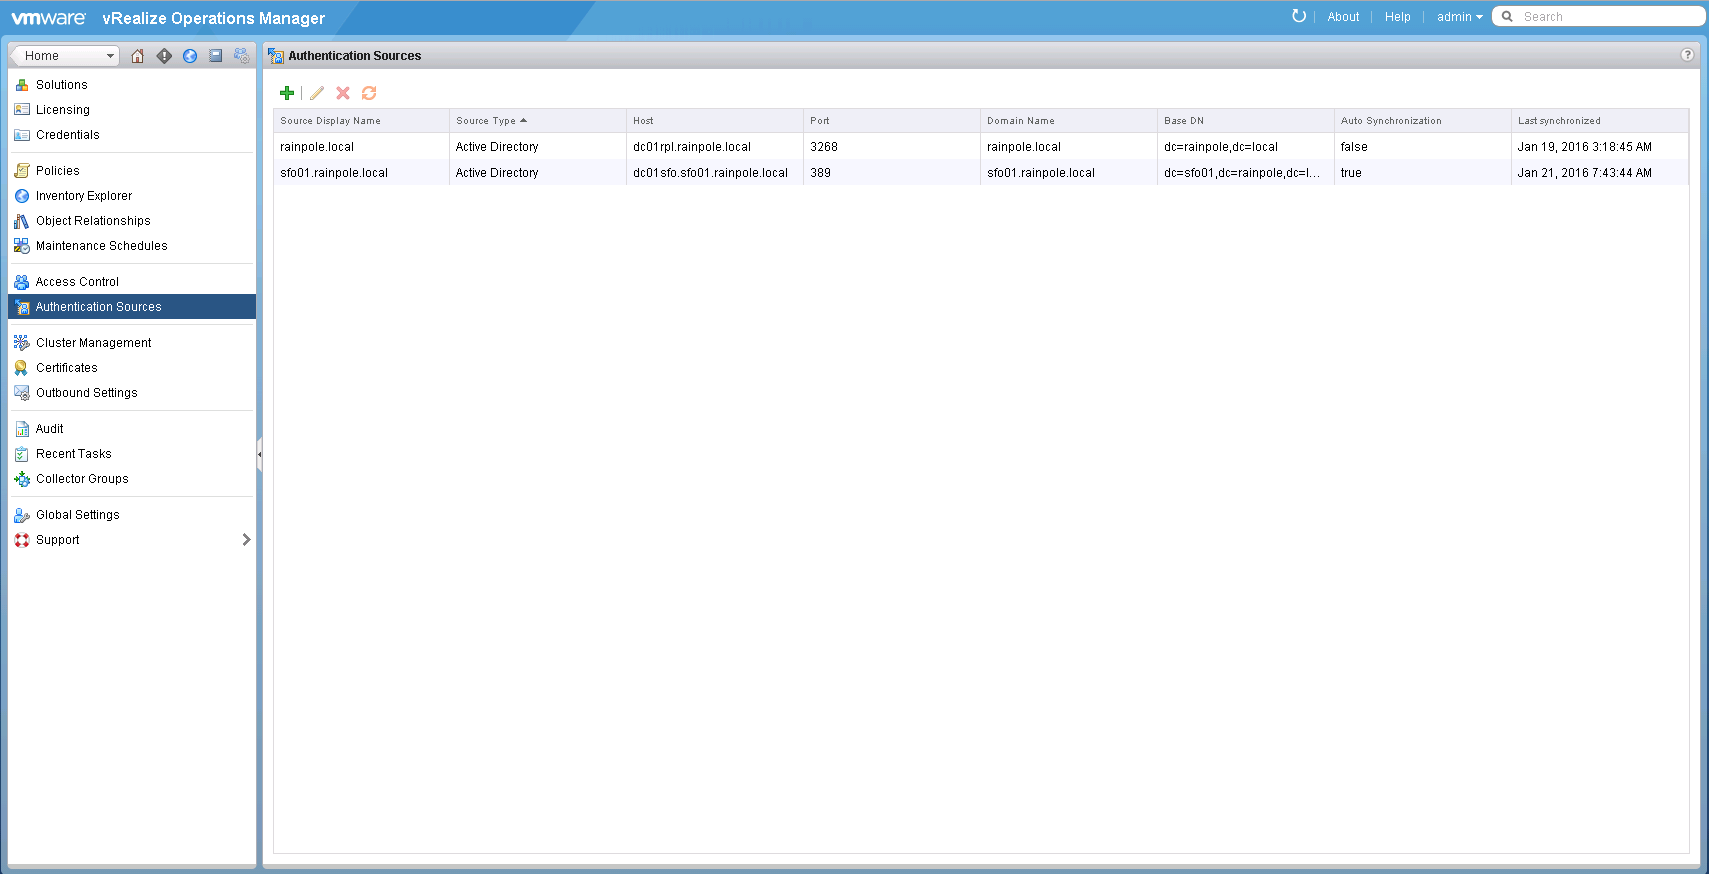 vmware vRealize Operations Manager
About Help admin Search
Home
Authentication Sources
Solutions
Licensing
Credentials
Policies
Inventory Explorer
Object Relationships
Maintenance Schedules
Access Control
Authentication Sources
Cluster Management
Certificates
Outbound Settings
Audit
Recent Tasks
Collector Groups
Global Settings
Support
Source Display Name Source Type Host Port Domain Name Base DN Auto Synchronization Last synchronized
rainpole.local Active Directory dc01rpl.rainpole.local 3268 rainpole.local dc=rainpole,dc=local false Jan 19, 2016 3:18:45 AM
sfo01.rainpole.local Active Directory dc01sfo.sfo01.rainpole.local 389 sfo01.rainpole.local dc=sfo01,dc=rainpole,dc=l... true Jan 21, 2016 7:43:44 AM